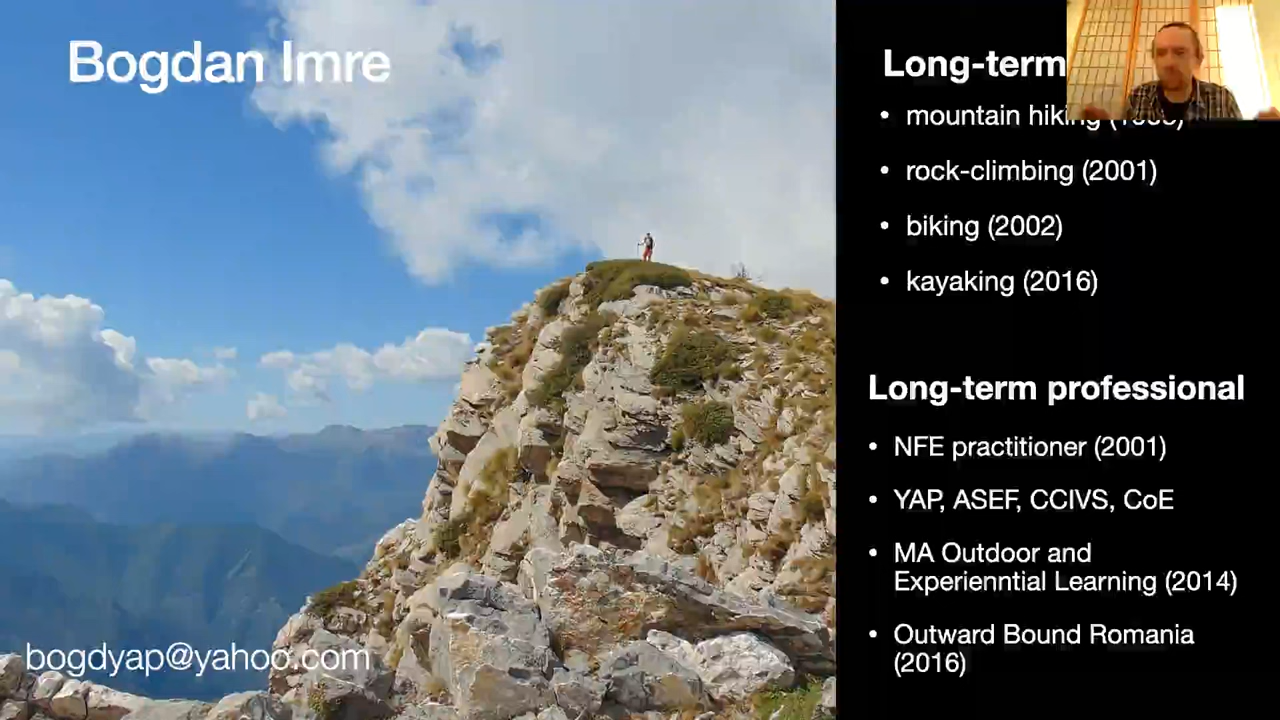 Bogdan Imre
Long-term
mountain hiking
rock-climbing (2001)
biking (2002)
kayaking (2016)
Long-term professional
NFE practitioner (2001)
YAP, ASEF, CCIVS, CoE
MA Outdoor and
Experienntial Learning (2014)
Outward Bound Romania
(2016)
bogdyap@yahoo.com